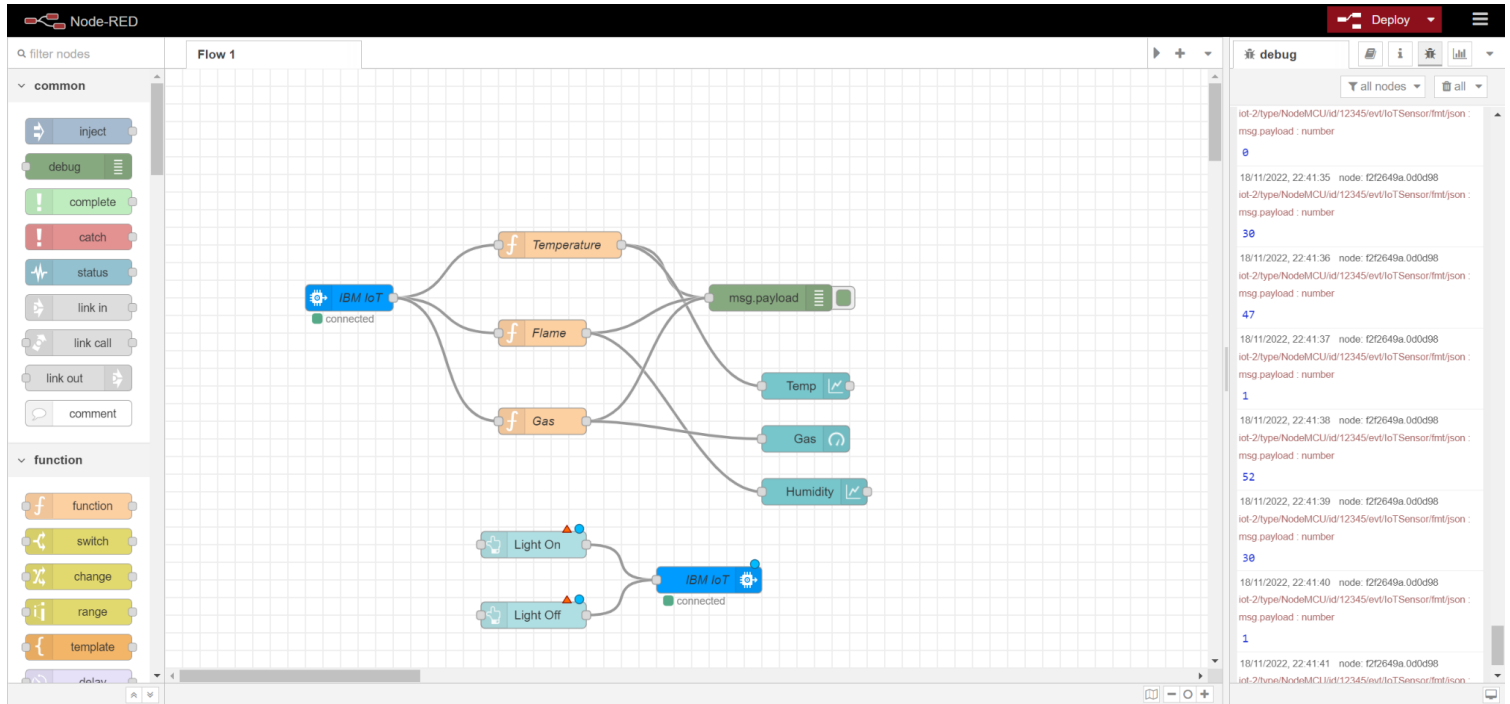 Node-RED
Deploy
filter nodes
Flow 1
debug
i
all nodes
all
common
inject
debug
complete
catch
status
link in
link call
link out
comment
function
function
switch
change
range
template
delay
IBM IoT
connected
Temperature
Flame
Gas
msg.payload
Temp
Gas
Humidity
Light On
Light Off
IBM IoT
connected
iot-2/type/NodeMCU/id/12345/evt/IoTSensor/fmt/json :
msg.payload : number
0
18/11/2022, 22:41:35 node: f2f2649a.0d0d98
iot-2/type/NodeMCU/id/12345/evt/IoTSensor/fmt/json :
msg.payload : number
30
18/11/2022, 22:41:36 node: f2f2649a.0d0d98
iot-2/type/NodeMCU/id/12345/evt/IoTSensor/fmt/json :
msg.payload : number
47
18/11/2022, 22:41:37 node: f2f2649a.0d0d98
iot-2/type/NodeMCU/id/12345/evt/IoTSensor/fmt/json :
msg.payload : number
1
18/11/2022, 22:41:38 node: f2f2649a.0d0d98
iot-2/type/NodeMCU/id/12345/evt/IoTSensor/fmt/json :
msg.payload : number
52
18/11/2022, 22:41:39 node: f2f2649a.0d0d98
iot-2/type/NodeMCU/id/12345/evt/IoTSensor/fmt/json :
msg.payload : number
30
18/11/2022, 22:41:40 node: f2f2649a.0d0d98
iot-2/type/NodeMCU/id/12345/evt/IoTSensor/fmt/json :
msg.payload : number
1
18/11/2022, 22:41:41 node: f2f2649a.0d0d98
iot-2/type/NodeMCU/id/12345/evt/IoTSensor/fmt/json :